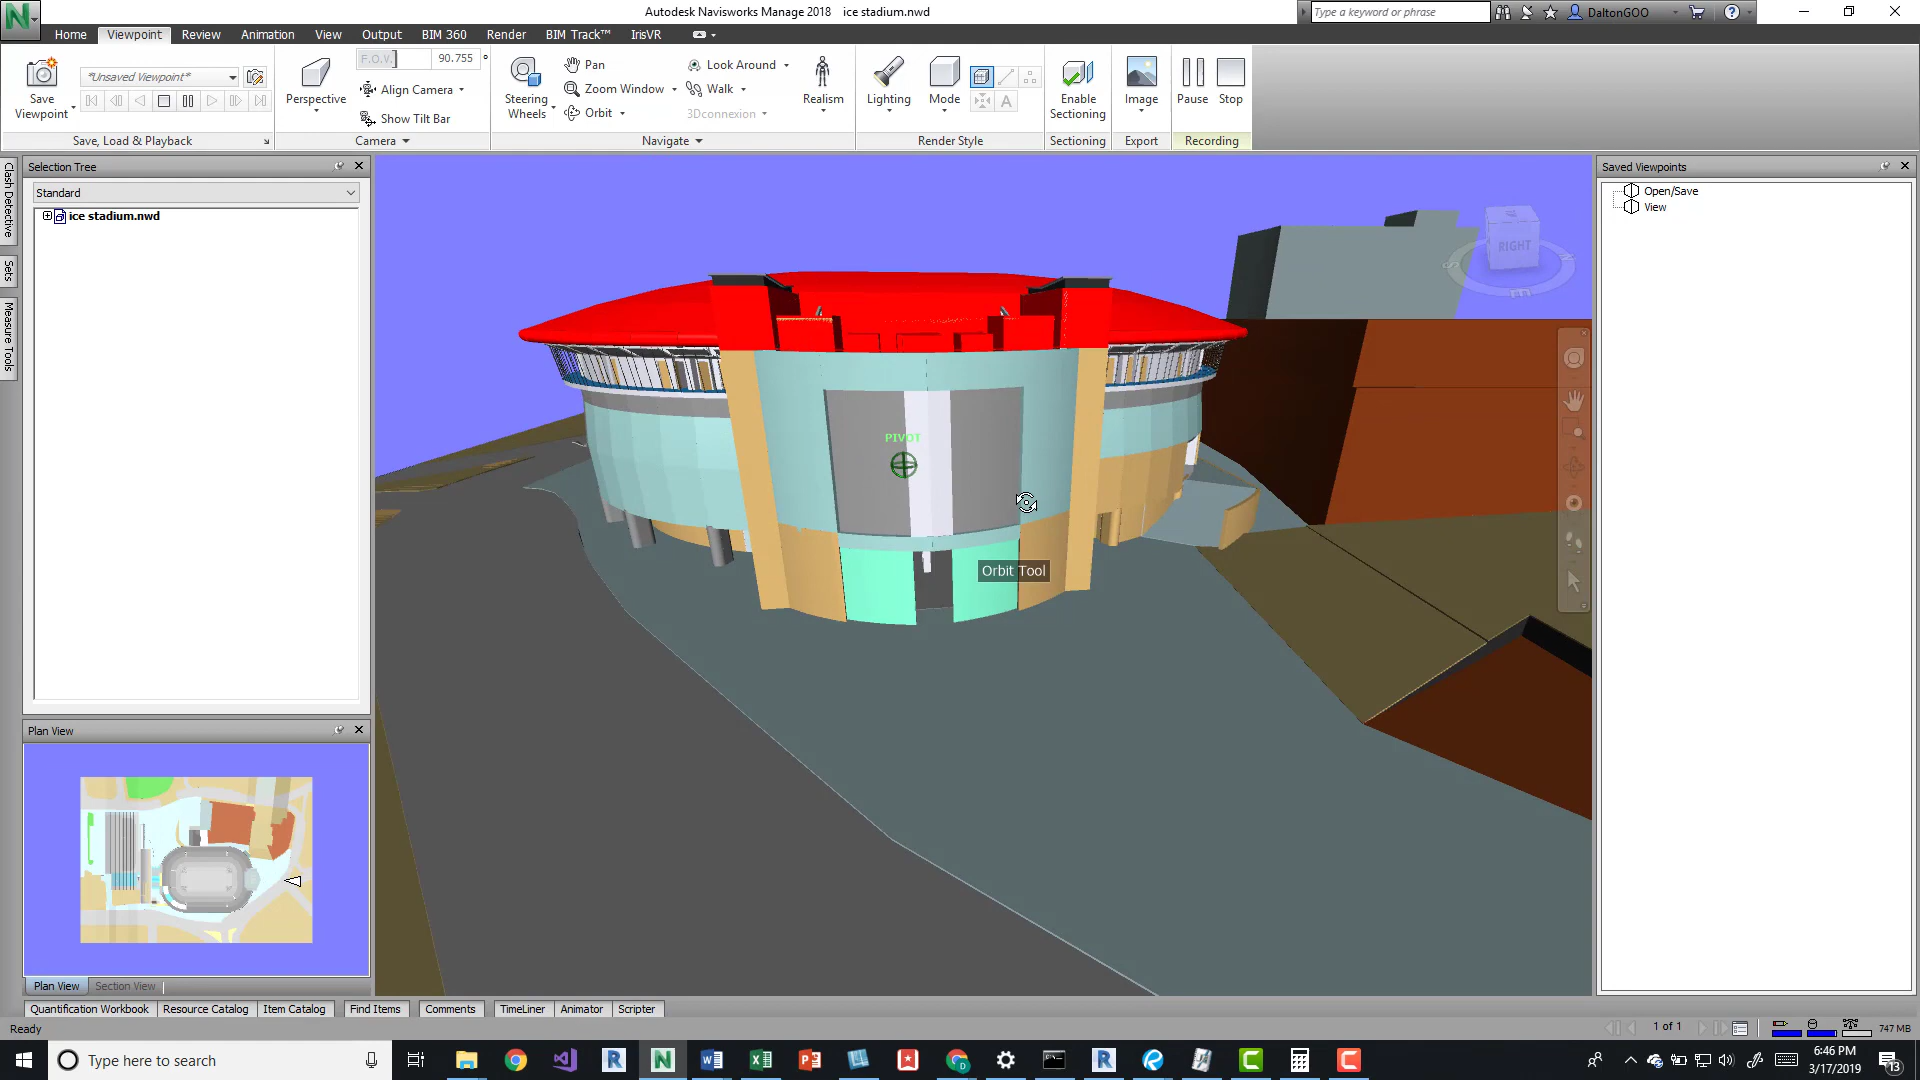 Autodesk Navisworks Manage 2018 ice stadium.nwd
Type a keyword or phrase
DaltonGOO
Home Viewpoint Review Animation View Output BIM 360 Render BIM Track™ IrisVR
*Unsaved Viewpoint*
Save
Viewpoint
Save, Load & Playback
Perspective
F.O.V. 90.755 °
Align Camera
Show Tilt Bar
Camera
Steering
Wheels
Pan
Zoom Window
Orbit
Look Around
Walk
3Dconnexion
Navigate
Realism
Lighting
Mode
A
Render Style
Enable
Sectioning
Sectioning
Image
Export
Pause Stop
Recording
Clash Detective
Sets
Measure Tools
Selection Tree
Standard
ice stadium.nwd
Plan View
Plan View Section View
PIVOT
Orbit Tool
RIGHT
Saved Viewpoints
Open/Save
View
Quantification Workbook Resource Catalog Item Catalog Find Items Comments TimeLiner Animator Scripter
Ready
1 of 1
747 MB
Type here to search
6:46 PM
3/17/2019
13